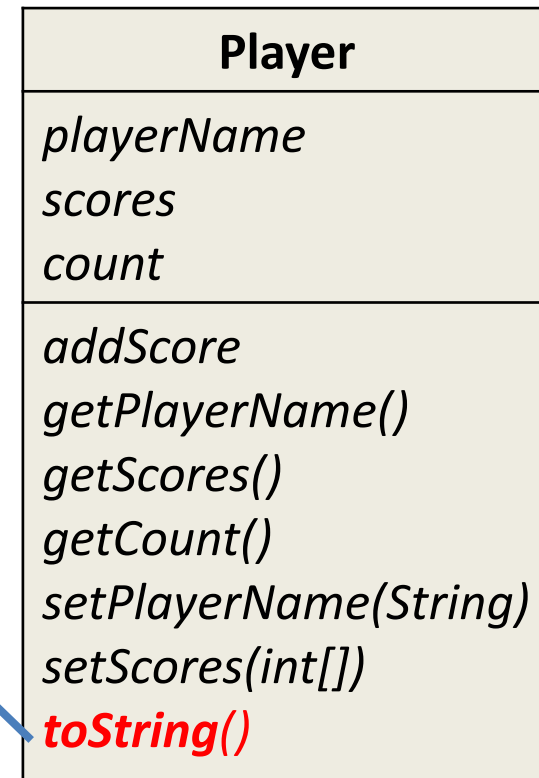 Player
playerName
scores
count
addScore
getPlayerName()
getScores()
getCount()
setPlayerName(String)
setScores(int[])
toString()